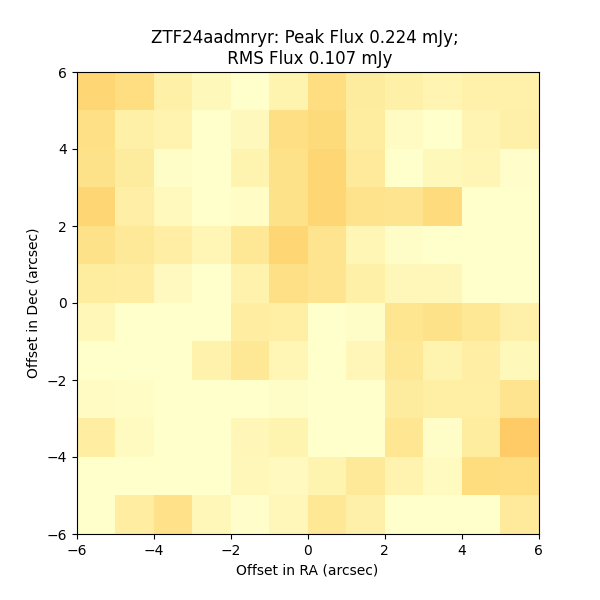 ZTF24aadmryr: Peak Flux 0.224 mJy;
RMS Flux 0.107 mJy
6
4
2
0
−2
−4
−6
Offset in Dec (arcsec)
−6 −4 −2 0 2 4 6
Offset in RA (arcsec)